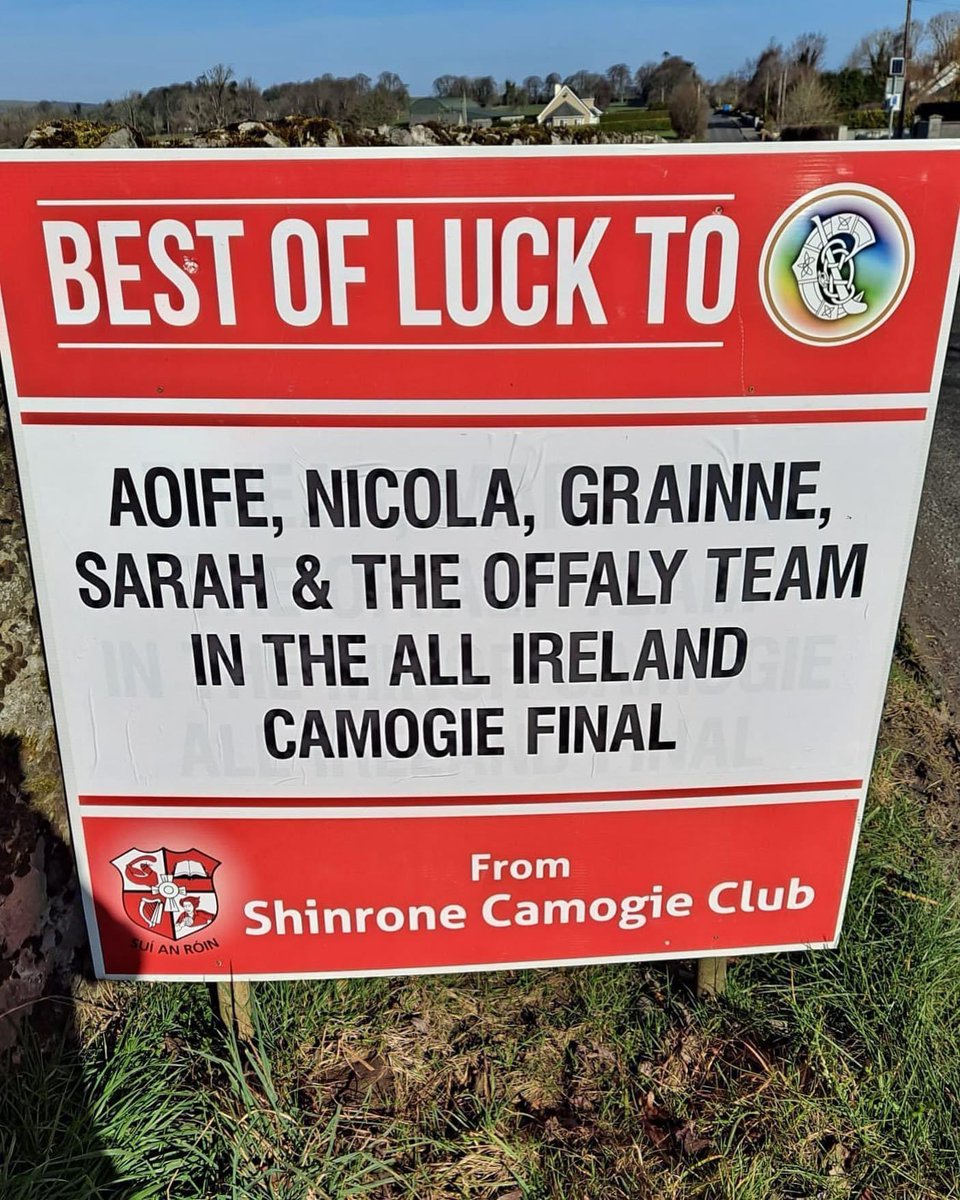 BEST OF LUCK TO
AOIFE, NICOLA, GRAINNE,
SARAH & THE OFFALY TEAM
IN THE ALL IRELAND
CAMOGIE FINAL
From
Shinrone Camogie Club
SUÍ AN RÓIN